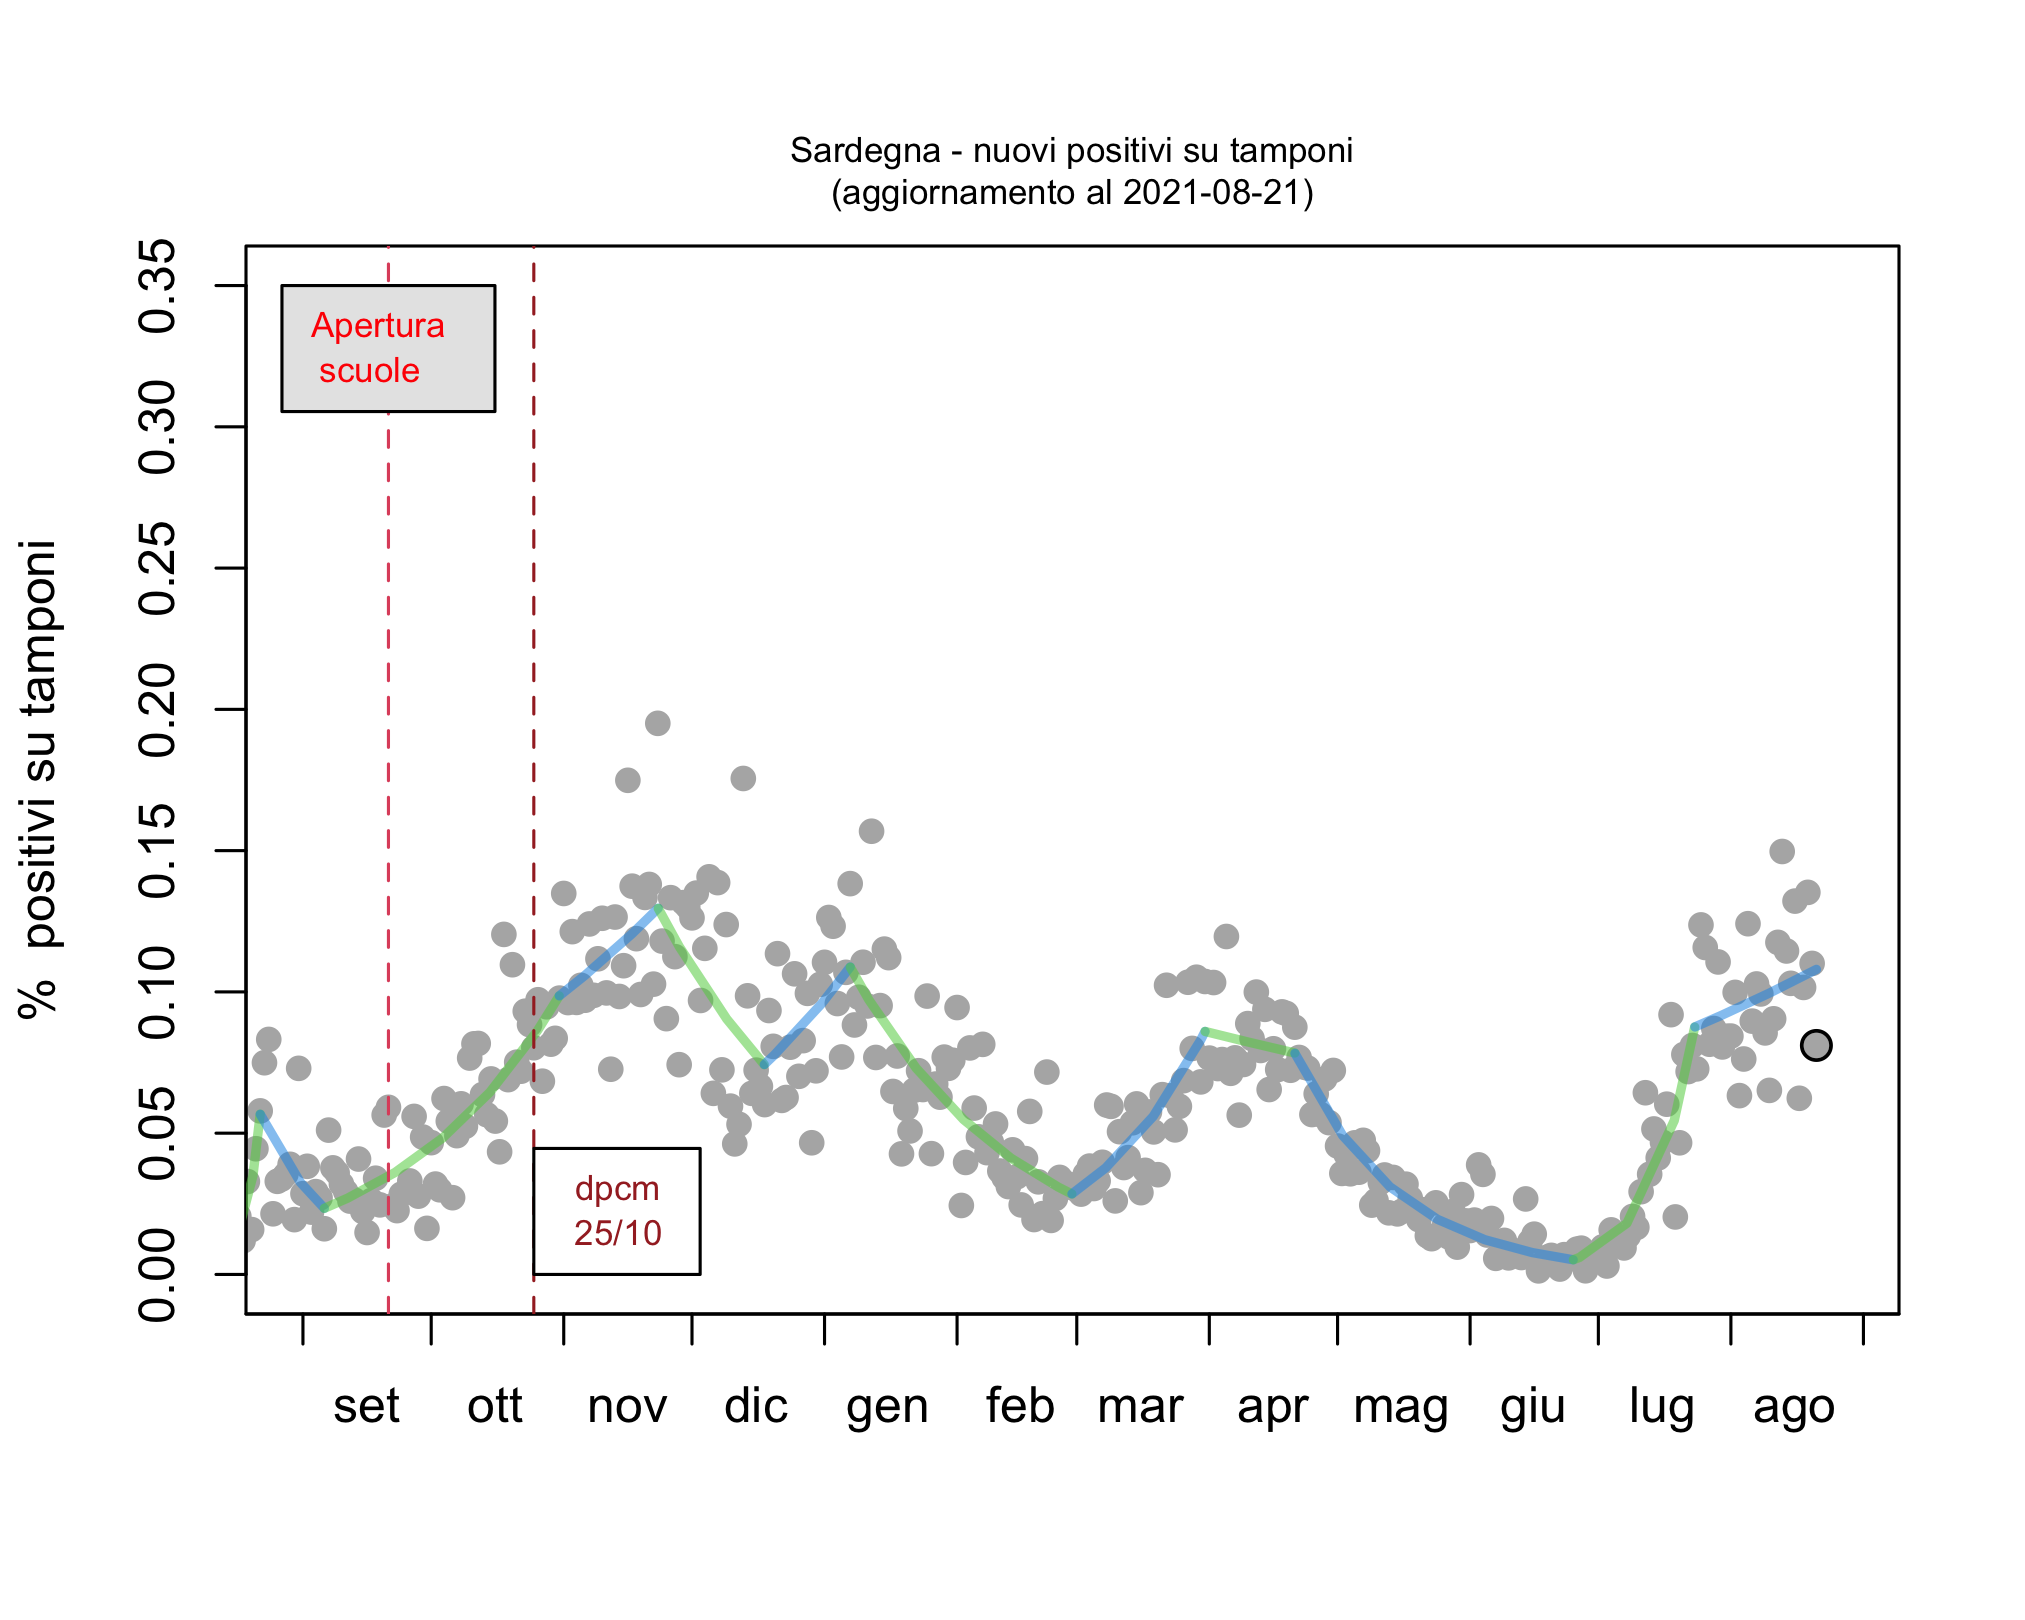 Sardegna - nuovi positivi su tamponi
(aggiornamento al 2021-08-21)
% positivi su tamponi
0.35
0.30
0.25
0.20
0.15
0.10
0.05
0.00
Apertura
scuole
dpcm
25/10
set ott nov dic gen feb mar apr mag giu lug ago